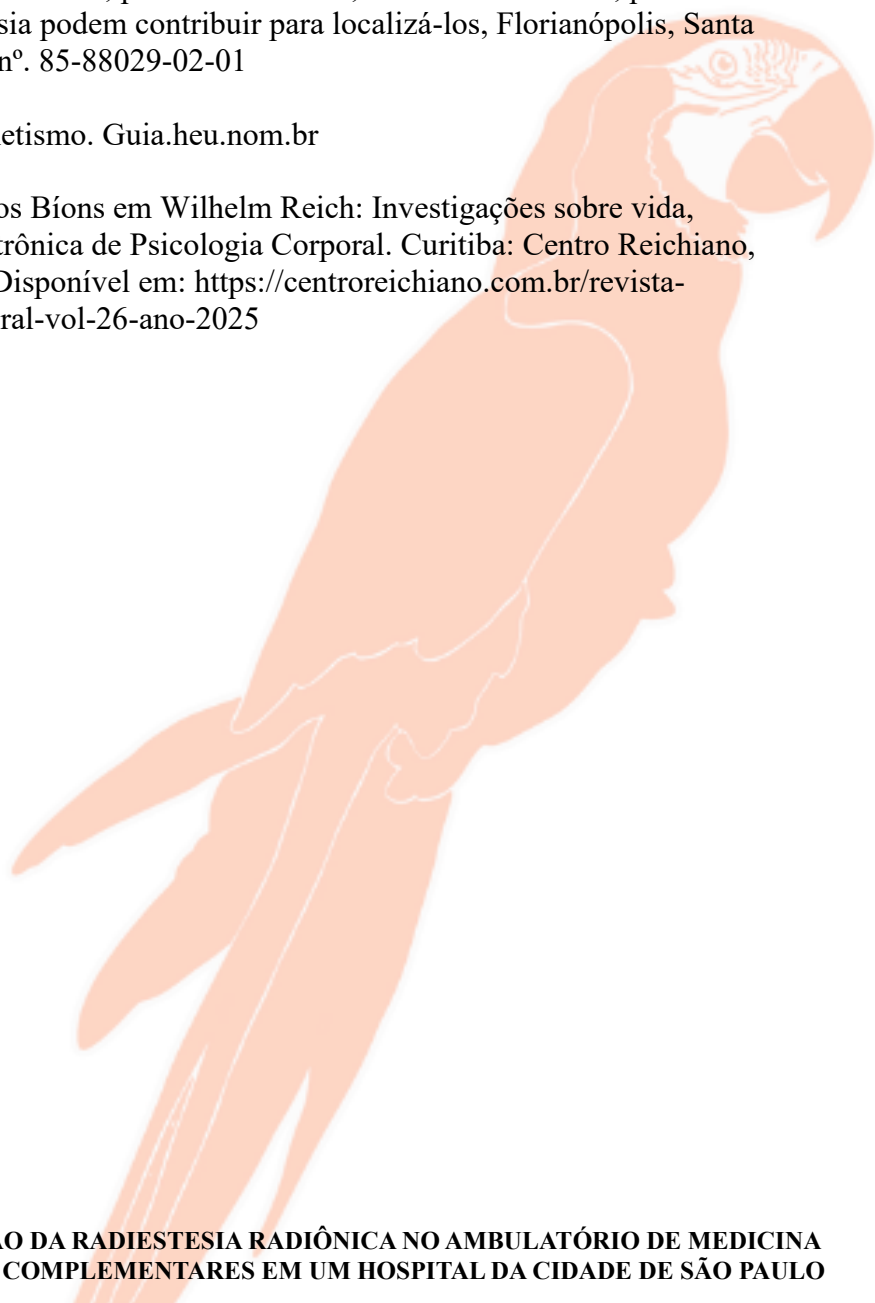 sia podem contribuir para localizá-los, Florianópolis, Santa
nº. 85-88029-02-01
etismo. Guia.heu.nom.br
os Bíons em Wilhelm Reich: Investigações sobre vida,
trônica de Psicologia Corporal. Curitiba: Centro Reichiano,
Disponível em: https://centroreichiano.com.br/revista-
ral-vol-26-ano-2025
ÃO DA RADIESTESIA RADIÔNICA NO AMBULATÓRIO DE MEDICINA
COMPLEMENTARES EM UM HOSPITAL DA CIDADE DE SÃO PAULO